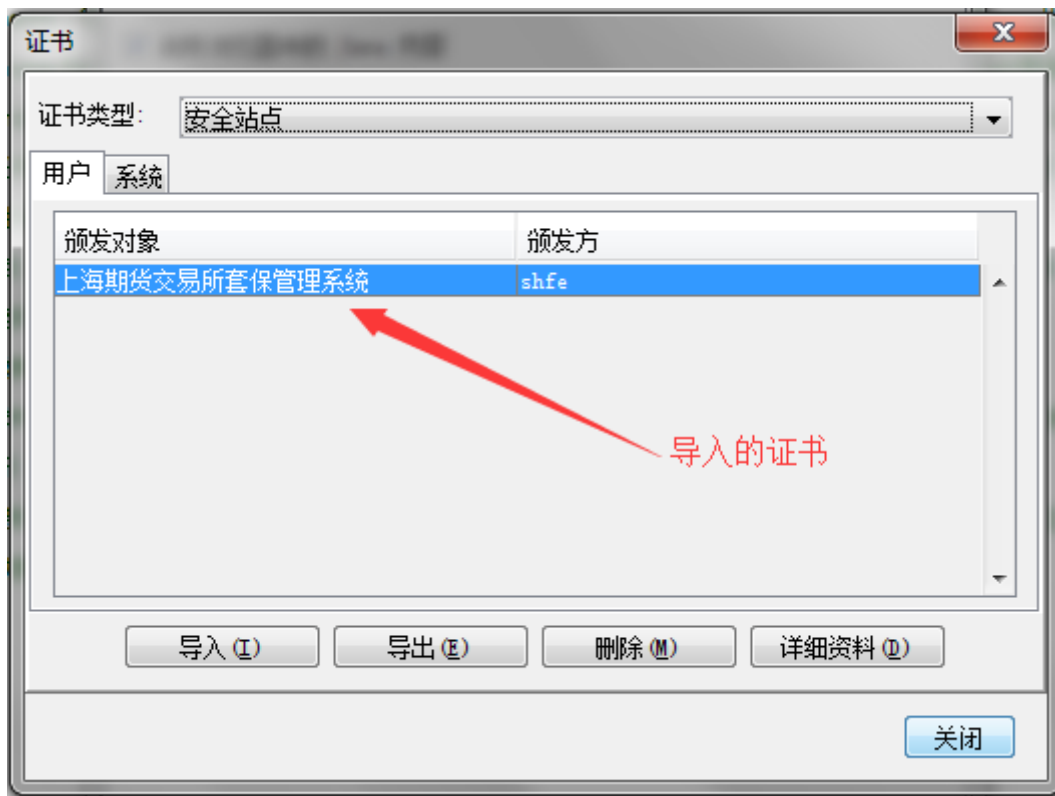 证书
证书类型: 安全站点
用户 系统
颁发对象 颁发方
上海期货交易所套保管理系统 shfe
导入的证书
导入(I) 导出(E) 删除(M) 详细资料(D)
关闭